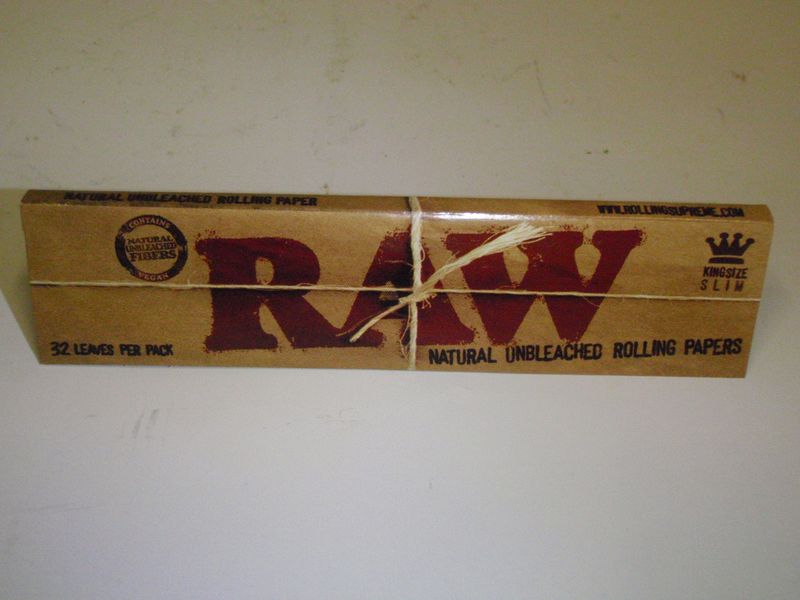 NATURAL UNBLEACHED ROLLING PAPER
WWW.ROLLINGSUPREME.COM
CONTAINS
NATURAL
UNBLEACHED
FIBERS
VEGAN
RAW
KINGSIZE
SLIM
32 LEAVES PER PACK
NATURAL UNBLEACHED ROLLING PAPERS